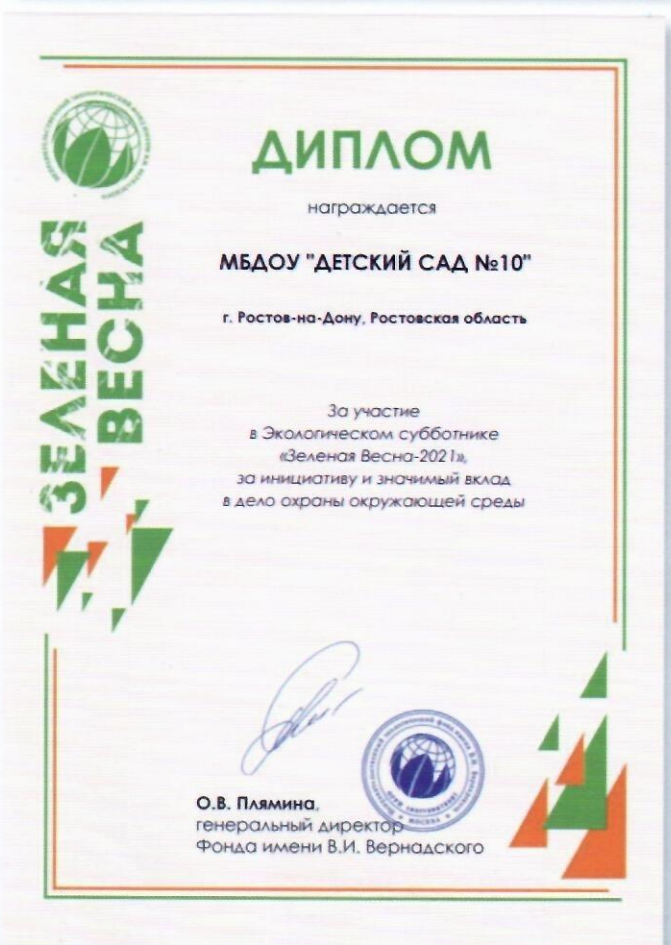 ЗЕЛЕНАЯ
ВЕСНА
ДИПЛОМ
награждается
МБДОУ "ДЕТСКИЙ САД №10"
г. Ростов-на-Дону, Ростовская область
За участие
в Экологическом субботнике
«Зеленая Весна-2021»,
за инициативу и значимый вклад
в дело охраны окружающей среды
О.В. Плямина,
генеральный директор
Фонда имени В.И. Вернадского
МОСКВА